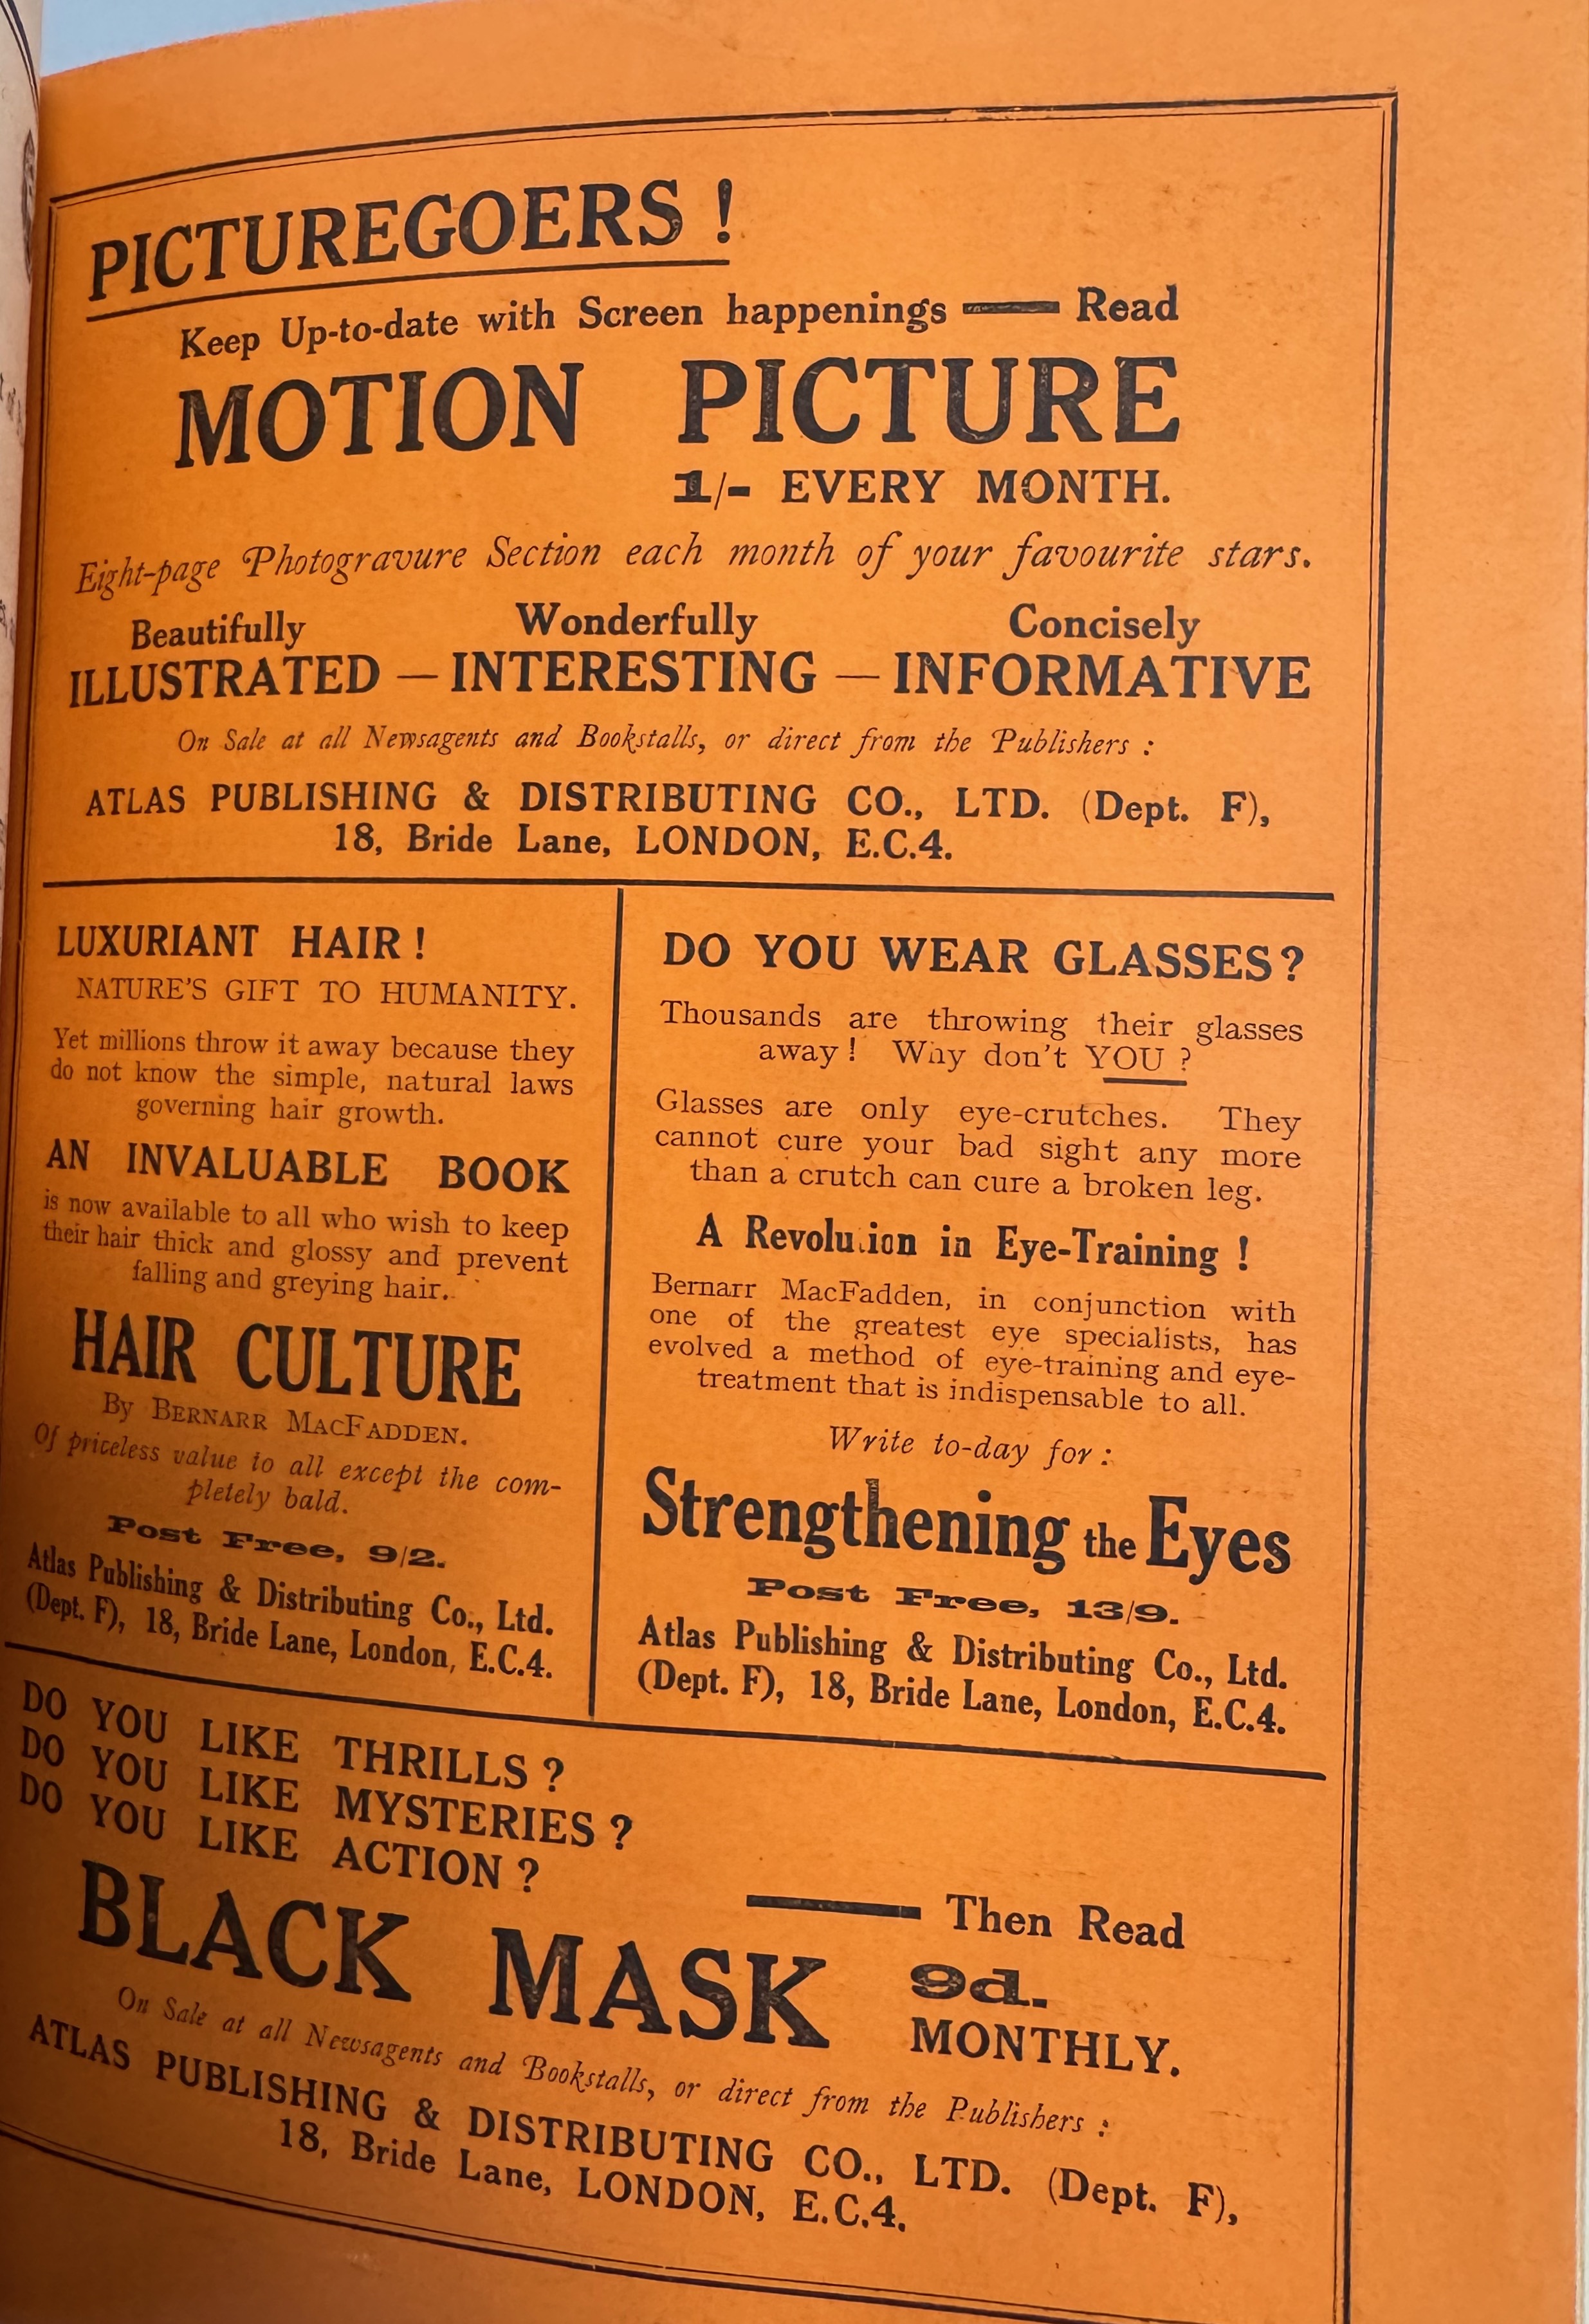 PICTUREGOERS !
Keep Up-to-date with Screen happenings — Read
MOTION PICTURE
1/- EVERY MONTH.
Eight-page Photogravure Section each month of your favourite stars.
Beautifully Wonderfully Concisely
ILLUSTRATED — INTERESTING — INFORMATIVE
On Sale at all Newsagents and Bookstalls, or direct from the Publishers :
ATLAS PUBLISHING & DISTRIBUTING CO., LTD. (Dept. F),
18, Bride Lane, LONDON, E.C.4.
LUXURIANT HAIR !
NATURE'S GIFT TO HUMANITY.
Yet millions throw it away because they
do not know the simple, natural laws
governing hair growth.
AN INVALUABLE BOOK
is now available to all who wish to keep
their hair thick and glossy and prevent
falling and greying hair.
HAIR CULTURE
By BERNARR MACFADDEN.
Of priceless value to all except the com-
pletely bald.
Post Free, 9/2.
Atlas Publishing & Distributing Co., Ltd.
(Dept. F), 18, Bride Lane, London, E.C.4.
DO YOU WEAR GLASSES?
Thousands are throwing their glasses
away ! Why don't YOU ?
Glasses are only eye-crutches. They
cannot cure your bad sight any more
than a crutch can cure a broken leg.
A Revolution in Eye-Training !
Bernarr MacFadden, in conjunction with
one of the greatest eye specialists, has
evolved a method of eye-training and eye-
treatment that is indispensable to all.
Write to-day for :
Strengthening the Eyes
Post Free, 13/9.
Atlas Publishing & Distributing Co., Ltd.
(Dept. F), 18, Bride Lane, London, E.C.4.
DO YOU LIKE THRILLS ?
DO YOU LIKE MYSTERIES ?
DO YOU LIKE ACTION ?
— Then Read
BLACK MASK 9d.
MONTHLY.
On Sale at all Newsagents and Bookstalls, or direct from the Publishers :
ATLAS PUBLISHING & DISTRIBUTING CO., LTD. (Dept. F),
18, Bride Lane, LONDON, E.C.4.